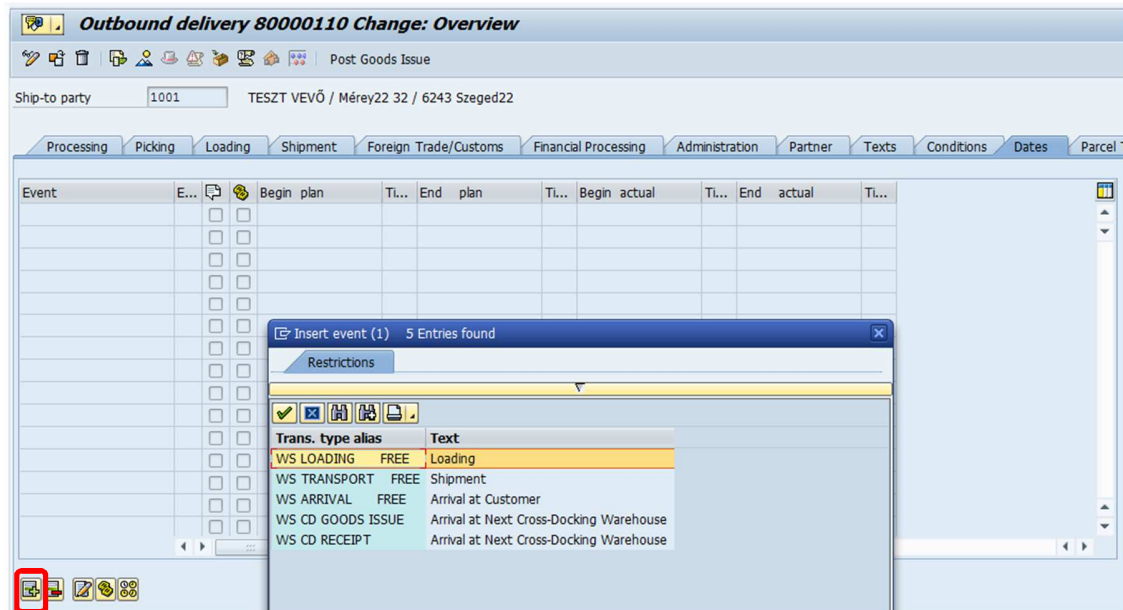 Outbound delivery 80000110 Change: Overview
Post Goods Issue
Ship-to party 1001 TESZT VEVŐ / Mérey22 32 / 6243 Szeged22
Processing Picking Loading Shipment Foreign Trade/Customs Financial Processing Administration Partner Texts Conditions Dates Parcel T
Event E... Begin plan Ti... End plan Ti... Begin actual Ti... End actual Ti...
Insert event (1) 5 Entries found
Restrictions
Trans. type alias Text
WS LOADING FREE Loading
WS TRANSPORT FREE Shipment
WS ARRIVAL FREE Arrival at Customer
WS CD GOODS ISSUE Arrival at Next Cross-Docking Warehouse
WS CD RECEIPT Arrival at Next Cross-Docking Warehouse